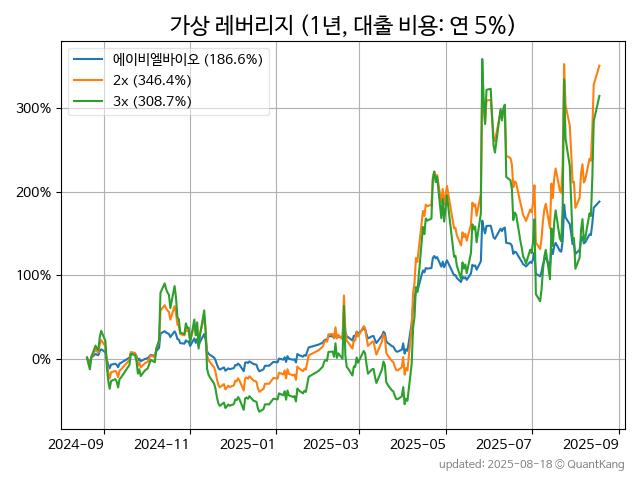 가상 레버리지 (1년, 대출 비용: 연 5%)
에이비엘바이오 (186.6%)
2x (346.4%)
3x (308.7%)
300%
200%
100%
0%
2024-09 2024-11 2025-01 2025-03 2025-05 2025-07 2025-09
updated: 2025-08-18 © QuantKang